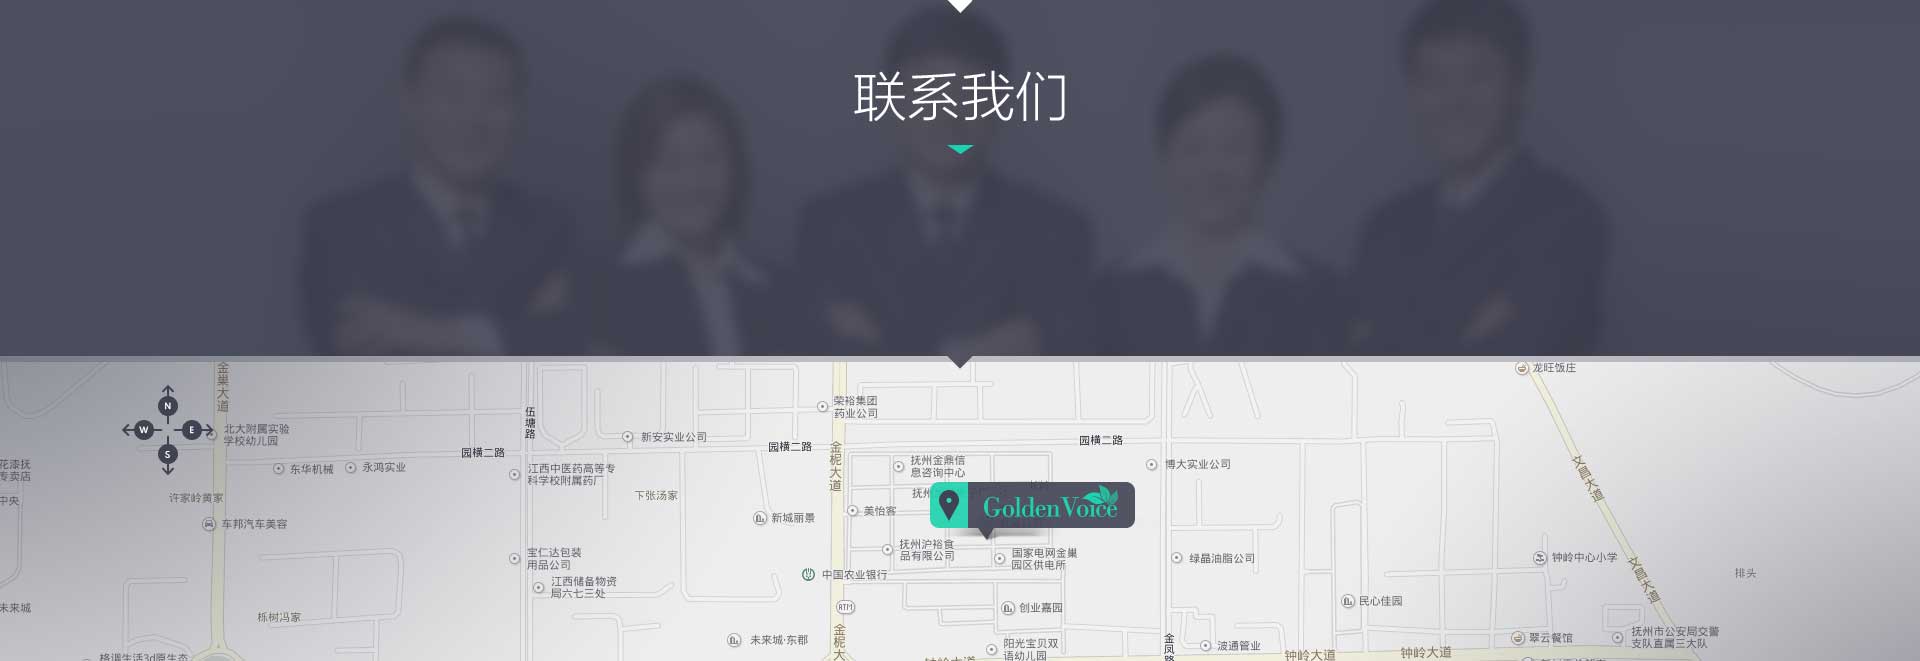 联系我们
金巢大道
龙旺饭庄
荣裕集团
药业公司
伍塘路
N
W
E
S
北大附属实验
学校幼儿园
新安实业公司
园横二路
园横二路
园横二路
花漆抚
专卖店
东华机械
永鸿实业
江西中医药高等专
科学校附属药厂
金柅大道
抚州金鼎信
息咨询中心
博大实业公司
文昌大道
中央
许家岭黄家
下张汤家
抚州
GoldenVoice
车邦汽车美容
新城丽景
美怡客
宝仁达包装
用品公司
抚州沪裕食
品有限公司
国家电网金巢
园区供电所
绿晶油脂公司
钟岭中心小学
文昌大道
排头
中国农业银行
江西储备物资
局六七三处
未来城
栎树冯家
ATM
创业嘉园
民心佳园
未来城·东郡
金柅大
阳光宝贝双
语幼儿园
金凤路
波通管业
翠云餐馆
抚州市公安局交警
支队直属三大队
格调生活3d原生态
钟岭大道
钟岭大道
钟岭大道